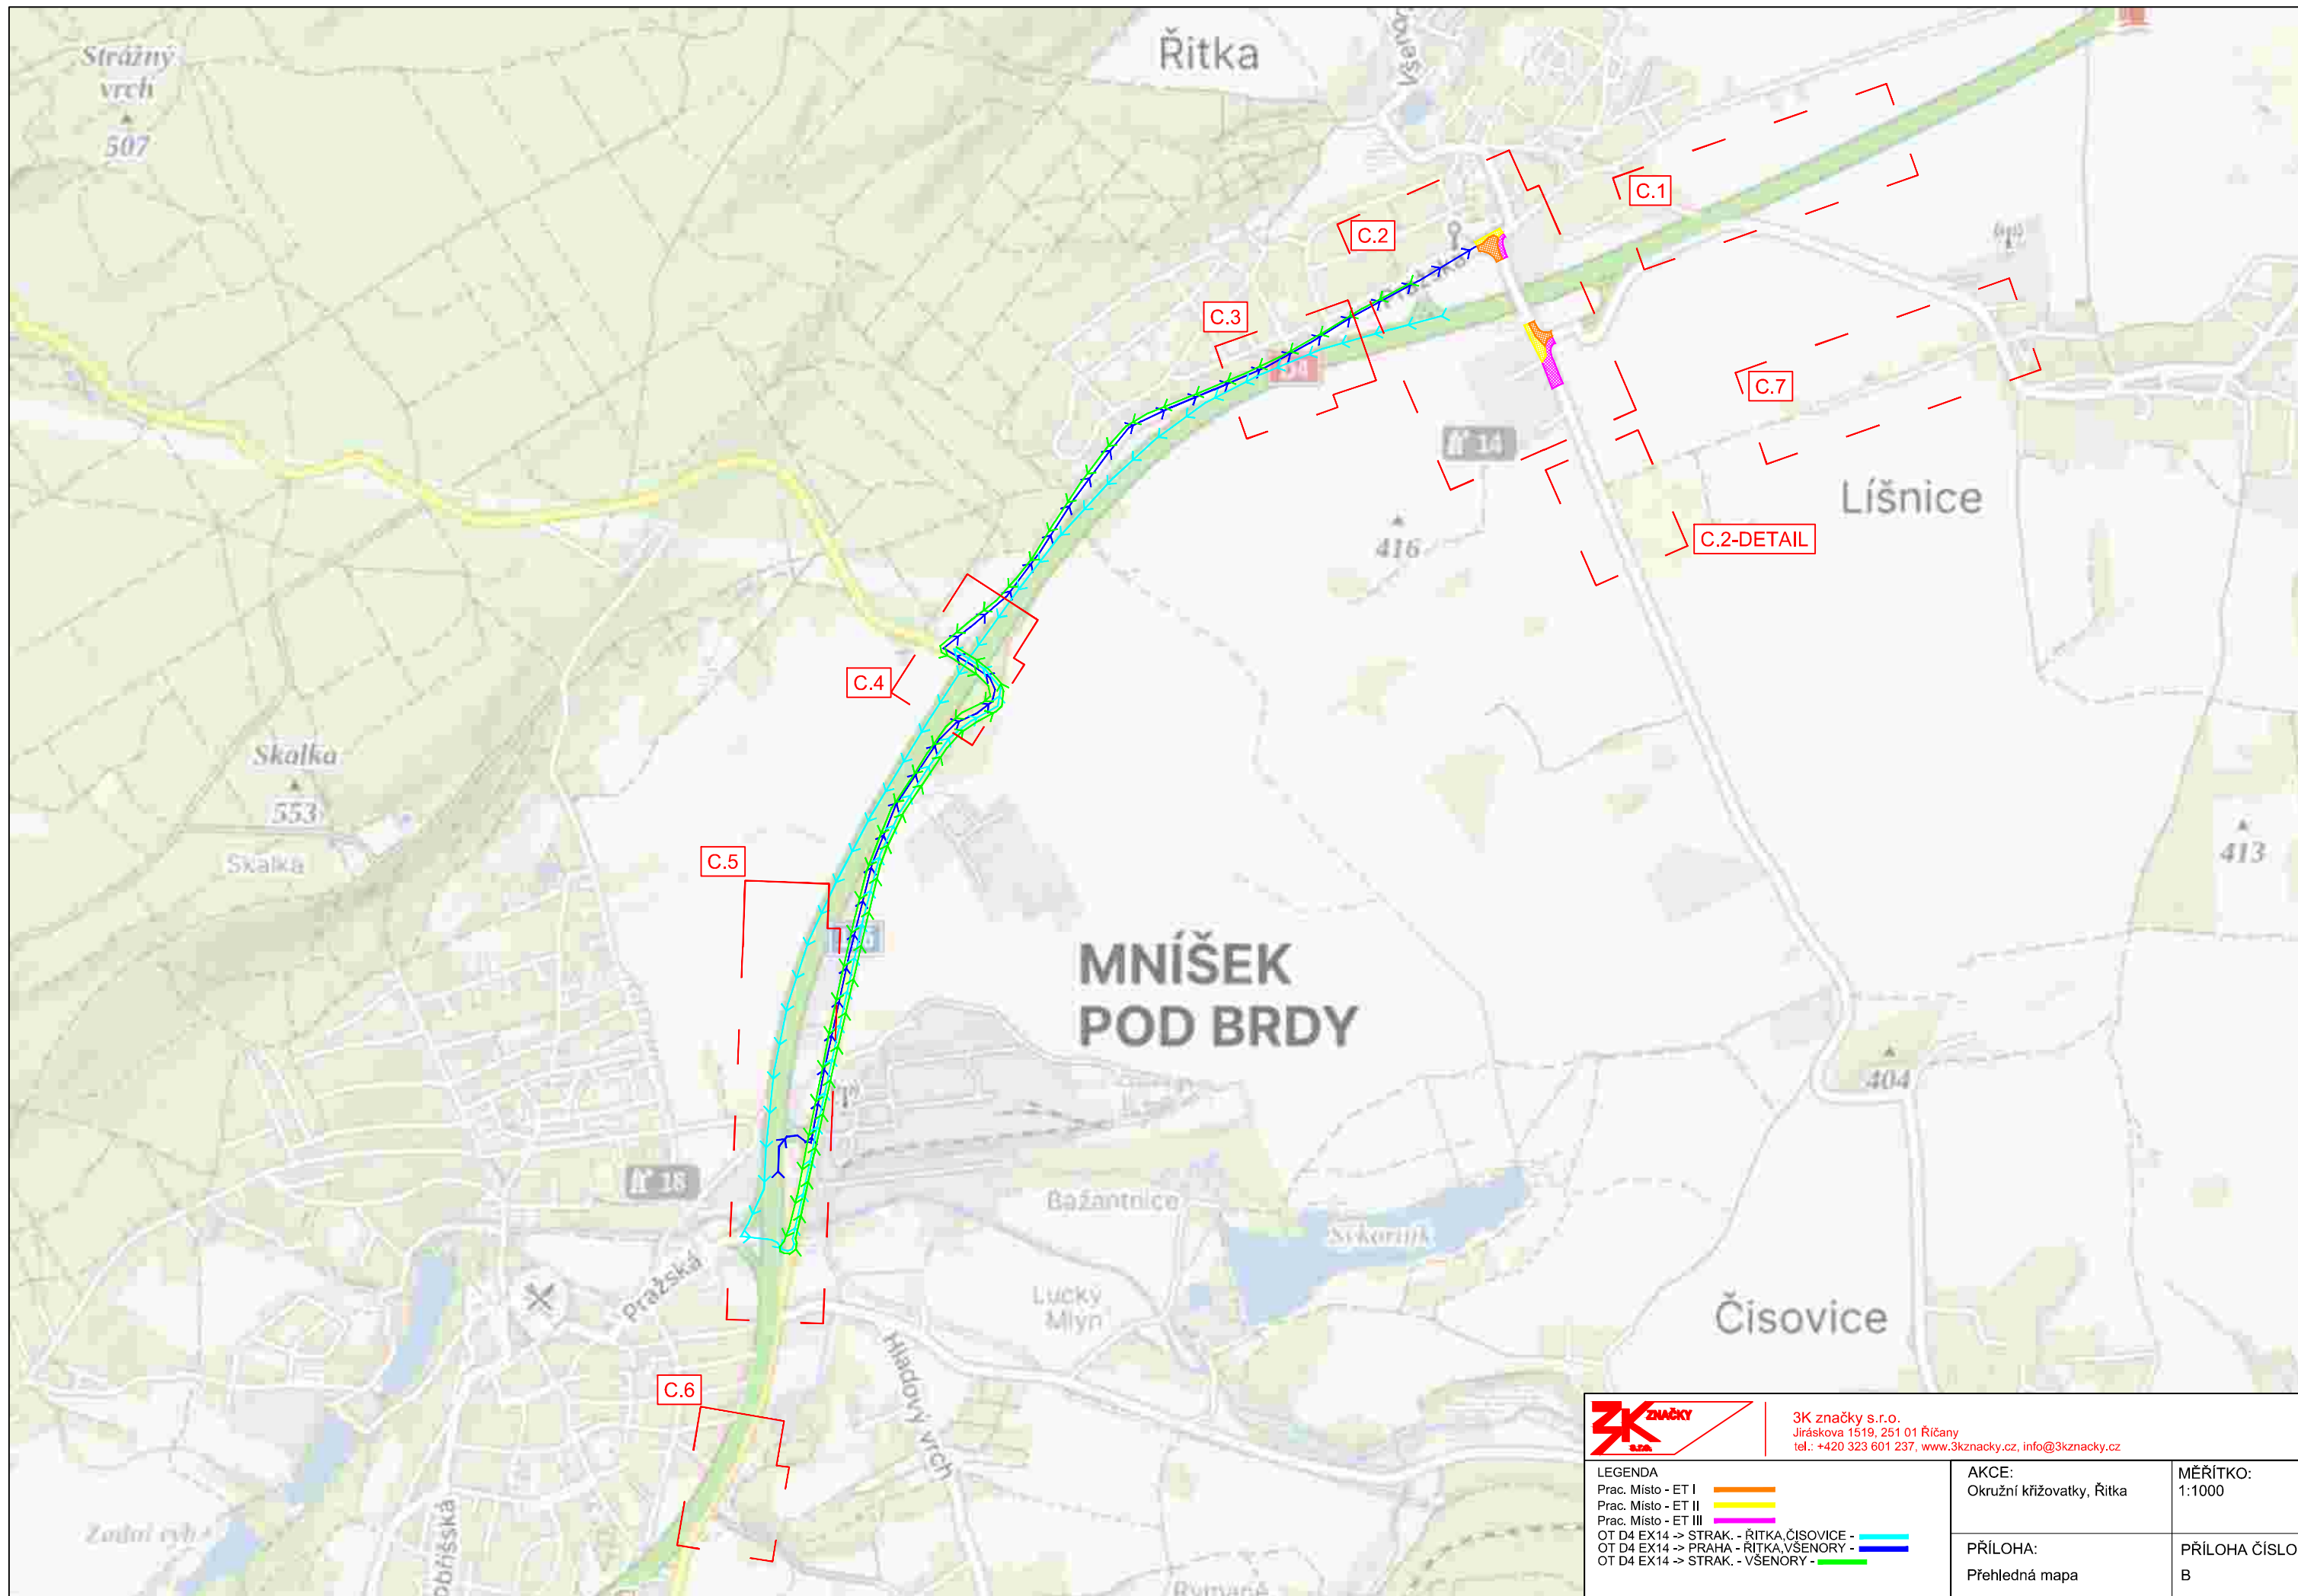 Strážný
vrch
507
Řitka
C.1
C.2
C.3
14
C.7
Líšnice
416
C.2-DETAIL
C.4
Skalka
553
Skalka
413
C.5
MNÍŠEK
POD BRDY
404
18
Bažantnice
Pražská
Lucký
Mlýn
Čisovice
Hladový vrch
C.6
ZNAČKY
3K
s.r.o.
3K značky s.r.o.
Jiráskova 1519, 251 01 Říčany
tel.: +420 323 601 237, www.3kznacky.cz, info@3kznacky.cz
LEGENDA
Prac. Místo - ET I
Prac. Místo - ET II
Prac. Místo - ET III
OT D4 EX14 -> STRAK. - ŘITKA,ČISOVICE -
OT D4 EX14 -> PRAHA - ŘITKA,VŠENORY -
OT D4 EX14 -> STRAK. - VŠENORY -
AKCE:
Okružní křižovatky, Řitka
MĚŘÍTKO:
1:1000
PŘÍLOHA:
Přehledná mapa
PŘÍLOHA ČÍSLO
B